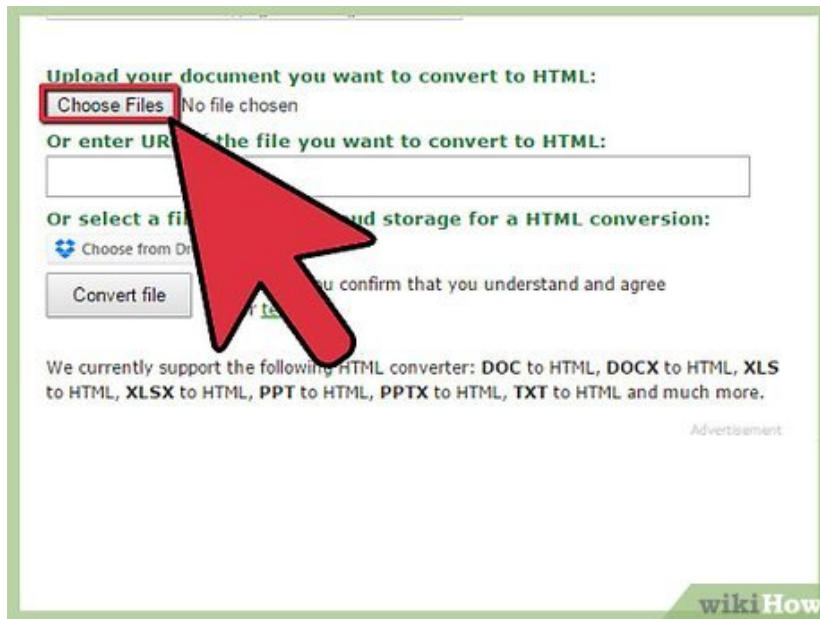 Upload your document you want to convert to HTML:
Choose Files No file chosen
Or enter UR the file you want to convert to HTML:
Or select a storage for a HTML conversion:
Choose from
Convert file
confirm that you understand and agree
We currently support the following HTML converter: DOC to HTML, DOCX to HTML, XLS
to HTML, XLSX to HTML, PPT to HTML, PPTX to HTML, TXT to HTML and much more.
Advertisement
wikiHow